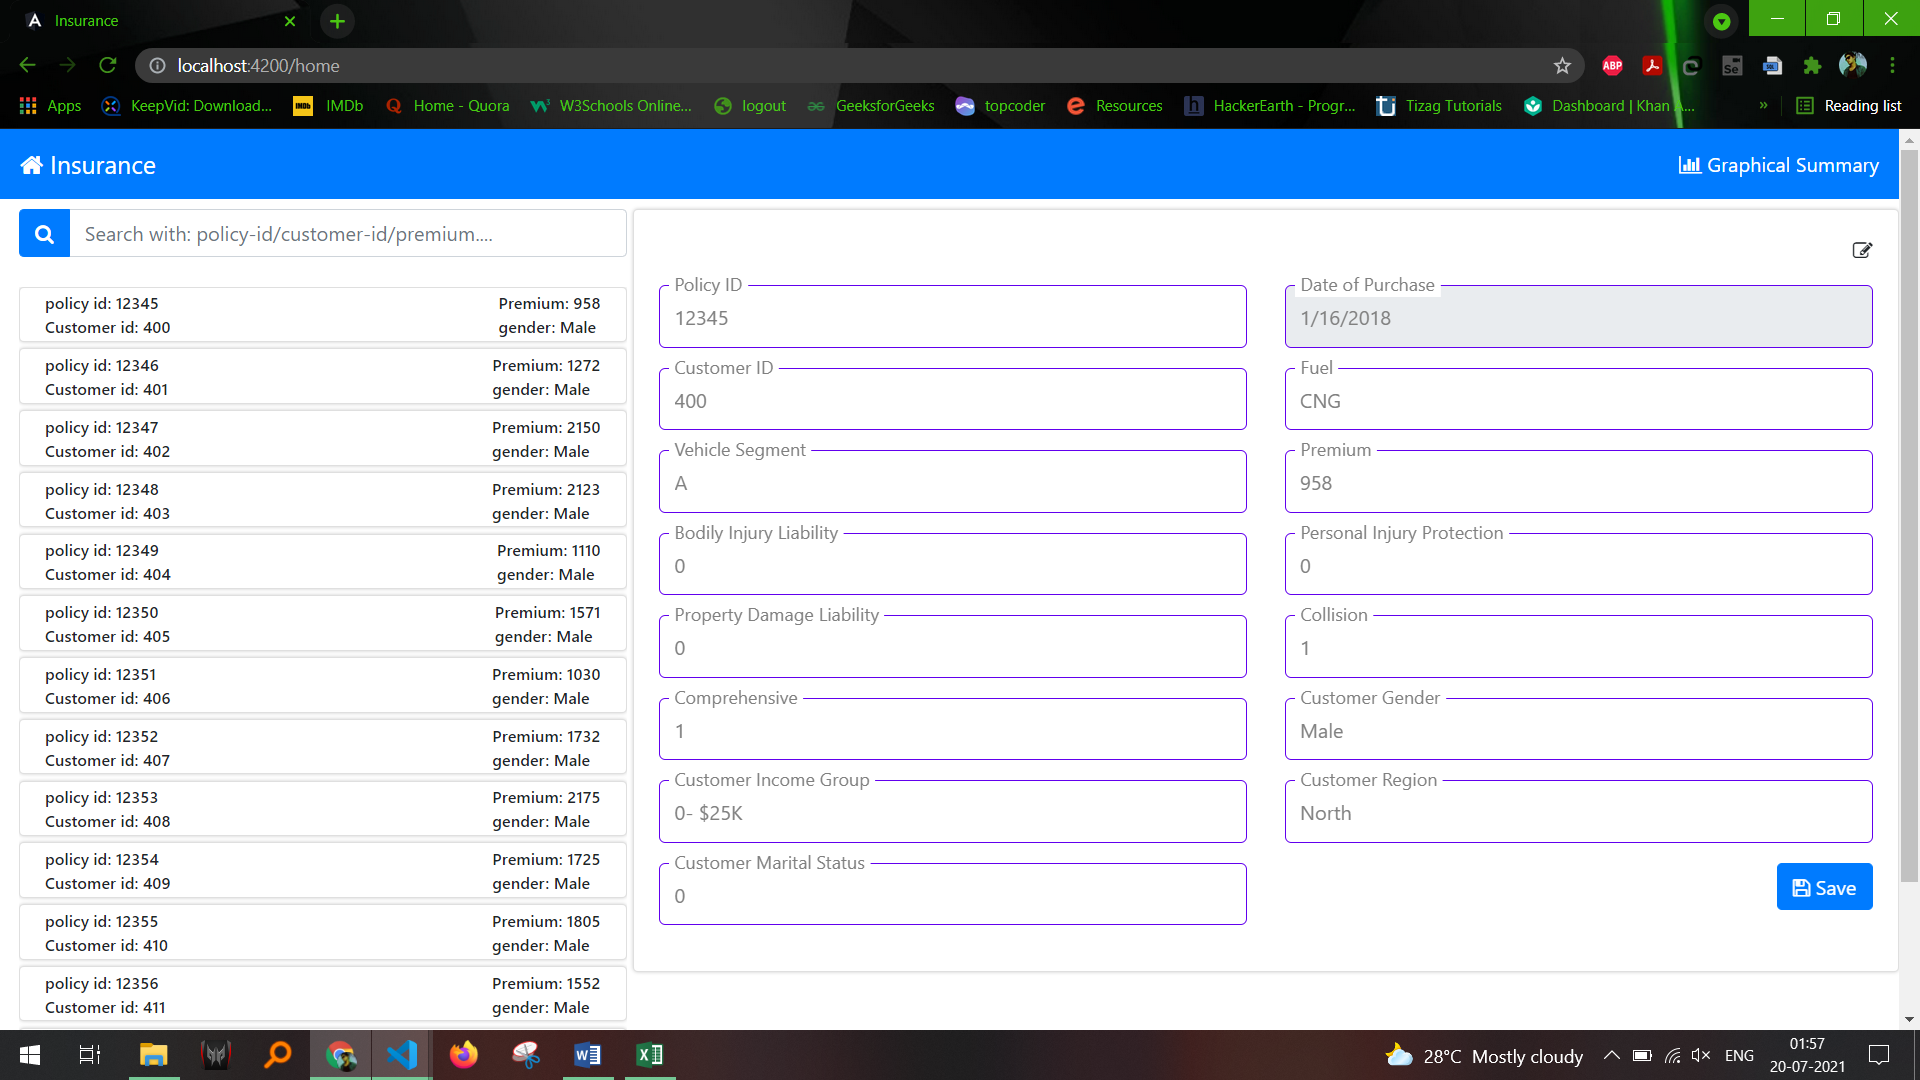 Insurance
localhost:4200/home
ABP
Se
Apps
KeepVid: Download...
IMDb
Home - Quora
W3Schools Online...
logout
GeeksforGeeks
topcoder
Resources
HackerEarth - Progr...
Tizag Tutorials
Dashboard | Khan A...
»
Reading list
Insurance
Graphical Summary
Search with: policy-id/customer-id/premium....
policy id: 12345 Premium: 958
Customer id: 400 gender: Male
policy id: 12346 Premium: 1272
Customer id: 401 gender: Male
policy id: 12347 Premium: 2150
Customer id: 402 gender: Male
policy id: 12348 Premium: 2123
Customer id: 403 gender: Male
policy id: 12349 Premium: 1110
Customer id: 404 gender: Male
policy id: 12350 Premium: 1571
Customer id: 405 gender: Male
policy id: 12351 Premium: 1030
Customer id: 406 gender: Male
policy id: 12352 Premium: 1732
Customer id: 407 gender: Male
policy id: 12353 Premium: 2175
Customer id: 408 gender: Male
policy id: 12354 Premium: 1725
Customer id: 409 gender: Male
policy id: 12355 Premium: 1805
Customer id: 410 gender: Male
policy id: 12356 Premium: 1552
Customer id: 411 gender: Male
Policy ID
12345
Date of Purchase
1/16/2018
Customer ID
400
Fuel
CNG
Vehicle Segment
A
Premium
958
Bodily Injury Liability
0
Personal Injury Protection
0
Property Damage Liability
0
Collision
1
Comprehensive
1
Customer Gender
Male
Customer Income Group
0- $25K
Customer Region
North
Customer Marital Status
0
Save
28°C Mostly cloudy
ENG
01:57
20-07-2021